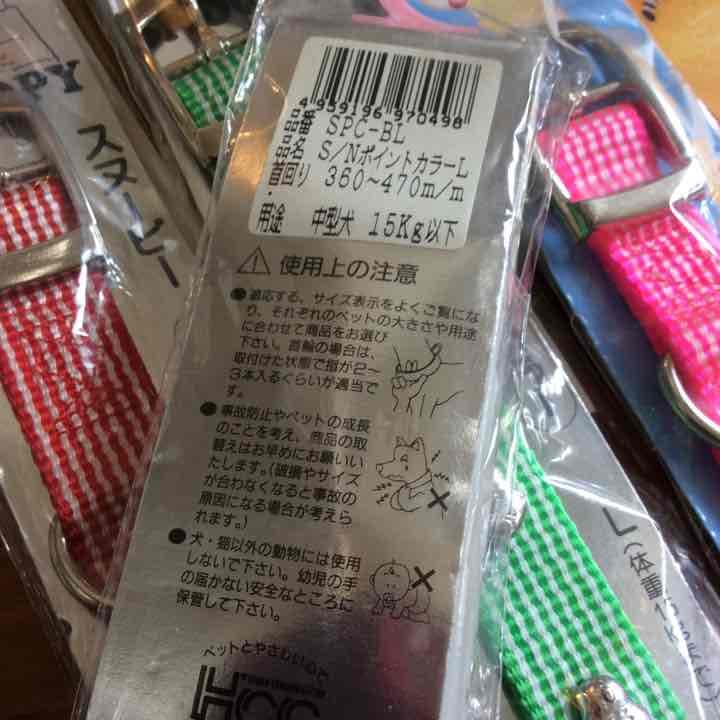 4 959196 970498
品番 SPC-BL
品名 S/NポイントカラーL
首回り 360～470m/m
用途 中型犬 15Kg以下
使用上の注意
適応する、サイズ表示をよくご覧にな
り、それぞれのペットの大きさや用途
に合わせて商品をお選び
下さい。首輪の場合は、
取付けた状態で指が2～
3本入るくらいが適当で
す。
事故防止やペットの成長
のことを考え、商品の取
替えはお早めにお願いい
たします。(破損やサイズ
が合わなくなると事故の
原因になる場合が考えら
れます。)
犬・猫以外の動物には使用
しないで下さい。幼児の手
の届かない安全なところに
保管して下さい。
ペットとやさしい
スヌーピー
L(体重